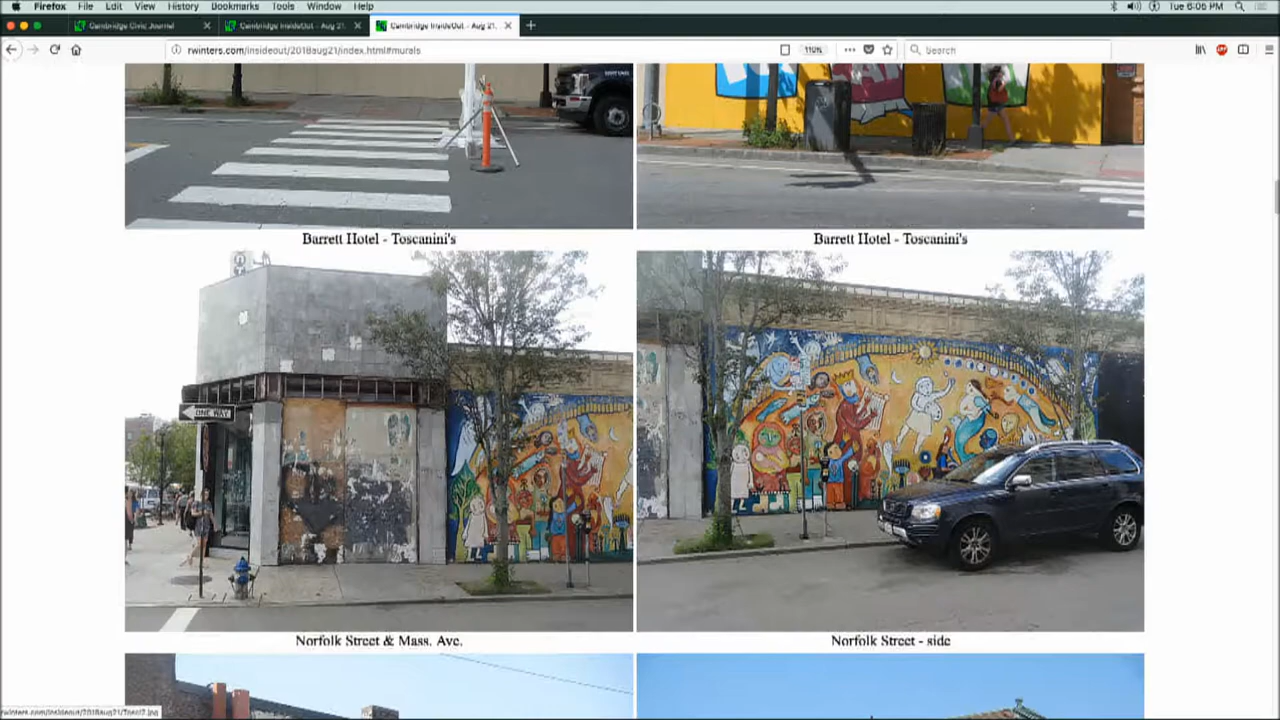 Firefox File Edit View History Bookmarks Tools Window Help Tue 6:05 PM
Cambridge Civic Journal Cambridge InsideOut - Aug 21, Cambridge InsideOut - Aug 21,
rwinters.com/insideout/2018aug21/index.html#murals 110% Search
Barrett Hotel - Toscanini's Barrett Hotel - Toscanini's
ONE WAY
Norfolk Street & Mass. Ave. Norfolk Street - side